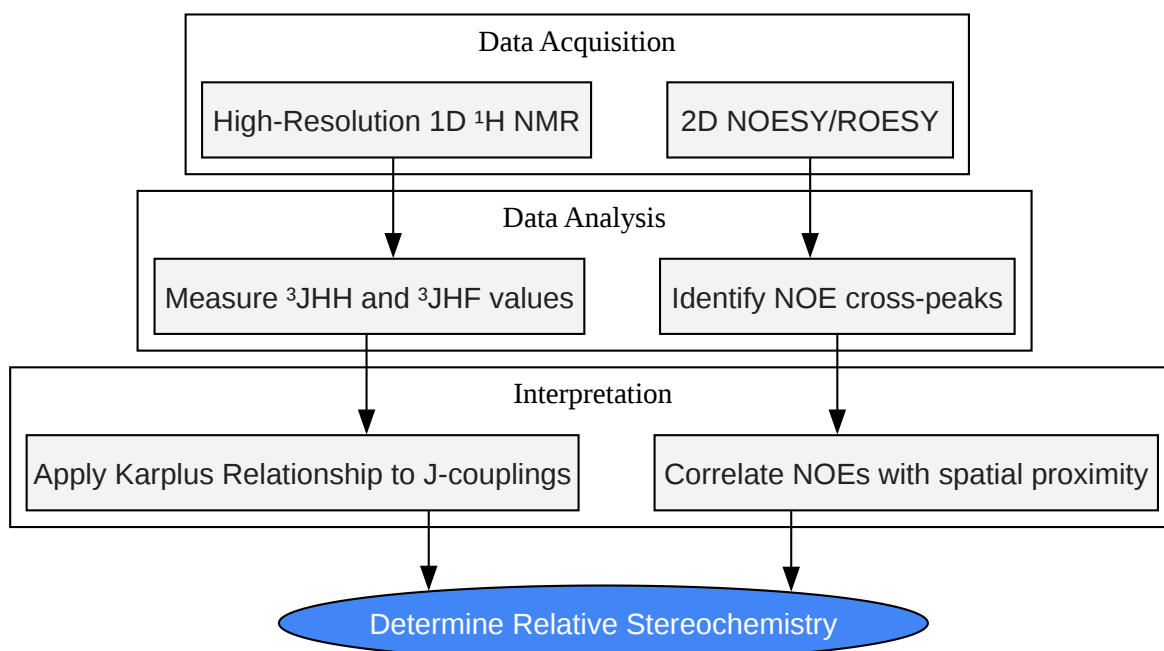 Data Acquisition
High-Resolution 1D ¹H NMR
2D NOESY/ROESY
Data Analysis
Measure ³JHH and ³JHF values
Identify NOE cross-peaks
Interpretation
Apply Karplus Relationship to J-couplings
Correlate NOEs with spatial proximity
Determine Relative Stereochemistry